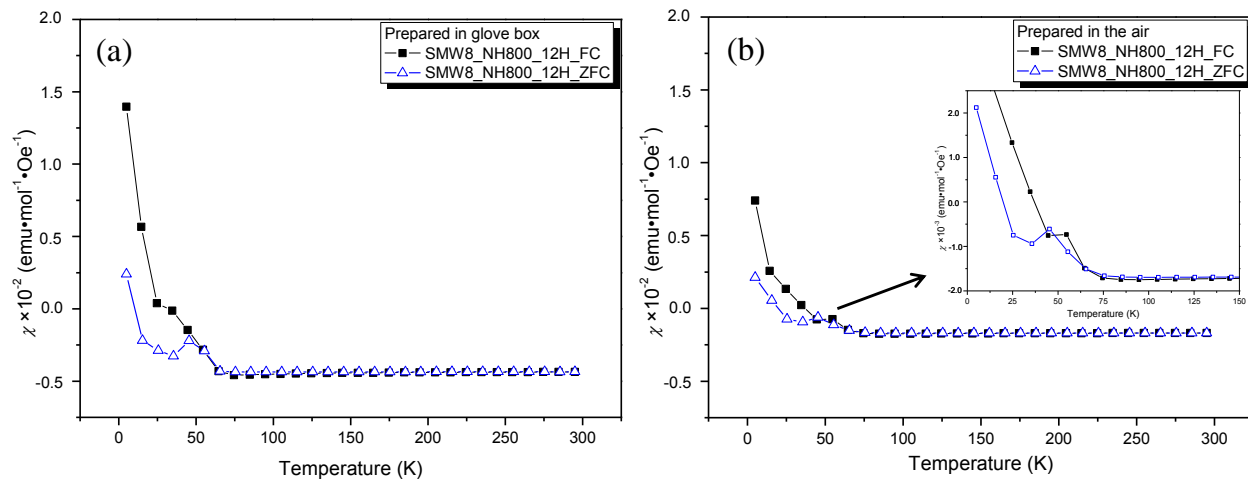 (a)
Prepared in glove box
SMW8_NH800_12H_FC
SMW8_NH800_12H_ZFC
2.0
1.5
1.0
0.5
0.0
-0.5
χ ×10⁻² (emu•mol⁻¹•Oe⁻¹)
0 50 100 150 200 250 300
Temperature (K)
(b)
Prepared in the air
SMW8_NH800_12H_FC
SMW8_NH800_12H_ZFC
2.0
1.5
1.0
0.5
0.0
-0.5
χ ×10⁻² (emu•mol⁻¹•Oe⁻¹)
0 50 100 150 200 250 300
Temperature (K)
2.0
1.0
0.0
-1.0
-2.0
χ ×10⁻³ (emu•mol⁻¹•Oe⁻¹)
0 25 50 75 100 125 150
Temperature (K)